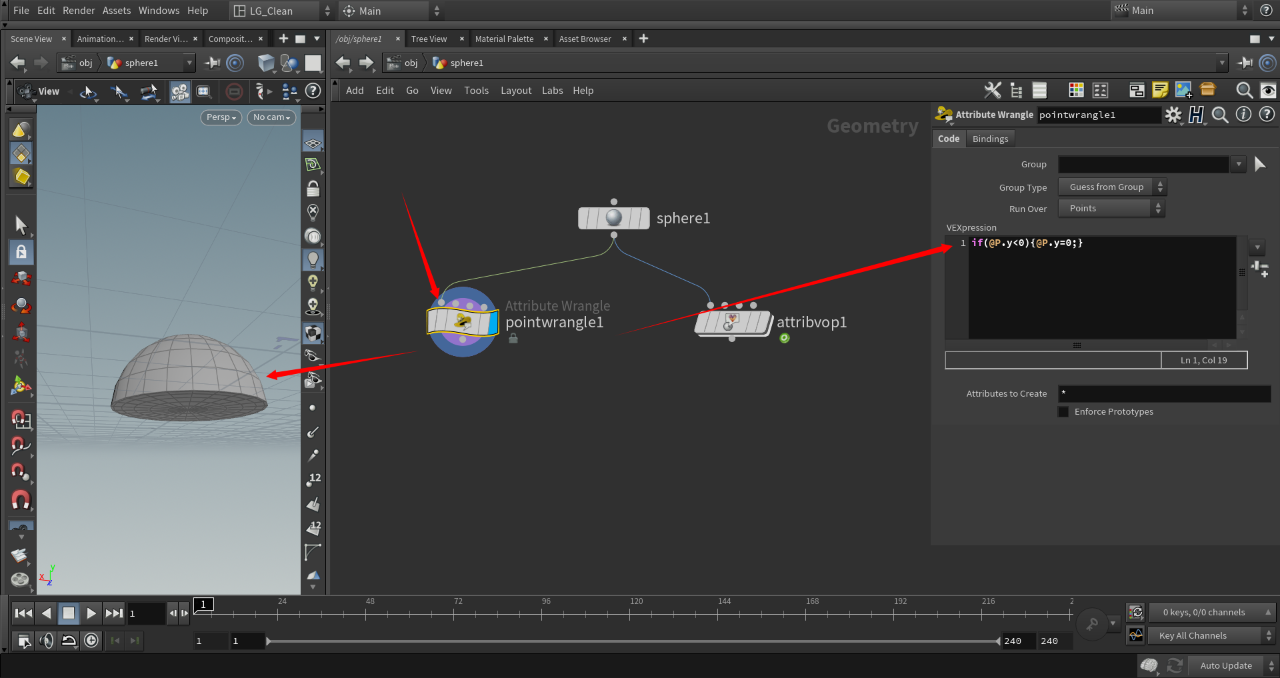 File Edit Render Assets Windows Help LG_Clean Main Main
Scene View Animation... Render Vi... Composit...
/obj/sphere1 Tree View Material Palette Asset Browser
obj sphere1
obj sphere1
View
Add Edit Go View Tools Layout Labs Help
Persp No cam
Geometry
Attribute Wrangle pointwrangle1
Code Bindings
Group
Group Type Guess from Group
Run Over Points
VEXpression
1 if(@P.y<0){@P.y=0;}
Ln 1, Col 19
Attributes to Create *
Enforce Prototypes
sphere1
Attribute Wrangle
pointwrangle1
attribvop1
12
12
y
x
z
1
1 24 48 72 96 120 144 168 192 216 2
0 keys, 0/0 channels
1 1 240 240
Key All Channels
Auto Update